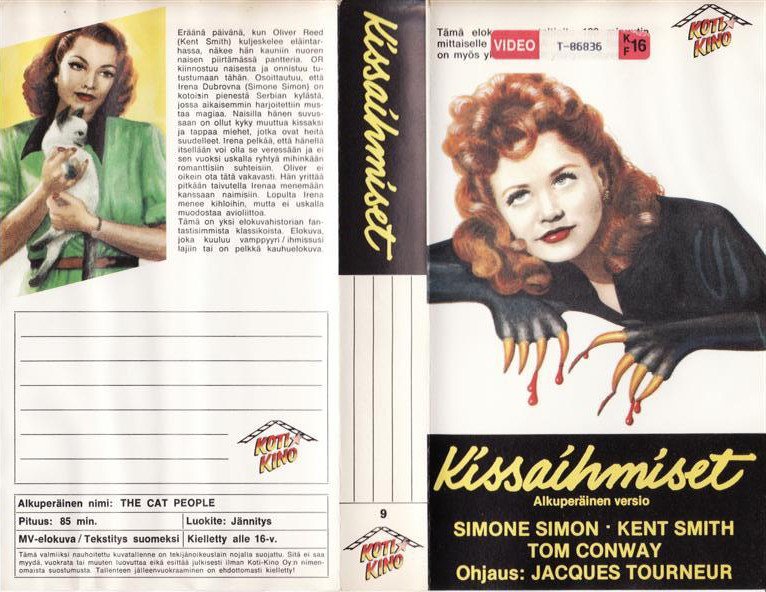 Eräänä päivänä, kun Oliver Reed
(Kent Smith) kuljeskelee eläintar-
hassa, näkee hän kauniin nuoren
naisen piirtämässä pantteria. OR
kiinnostuu naisesta ja onnistuu tu-
tustumaan tähän. Osoittautuu, että
Irena Dubrovna (Simone Simon) on
kotoisin pienestä Serbian kylästä,
jossa aikaisemmin harjoitettiin mus-
taa magiaa. Naisilla hänen suvus-
saan on ollut kyky muuttua kissaksi
ja tappaa miehet, jotka ovat heitä
suudelleet. Irena pelkää, että hänellä
itsellään voi olla se veressään ja ei
sen vuoksi uskalla ryhtyä mihinkään
romanttisiin suhteisiin. Oliver ei
oikein ota tätä vakavasti. Hän yrittää
pitkään taivutella Irenaa menemään
kanssaan naimisiin. Lopulta Irena
menee kihloihin, mutta ei uskalla
muodostaa avioliittoa.
Tämä on yksi elokuvahistorian fan-
tastisimmista klassikoista. Elokuva,
joka kuuluu vamppyyri/ihmissusi
lajiin tai on pelkkä kauhuelokuva.
KOTI KINO
Alkuperäinen nimi: THE CAT PEOPLE
Pituus: 85 min. Luokite: Jännitys
MV-elokuva/Tekstitys suomeksi Kielletty alle 16-v.
Tämä valmiiksi nauhoitettu kuvatallenne on tekijänoikeuslain nojalla suojattu. Sitä ei saa
myydä, vuokrata tai muuten luovuttaa eikä esittää julkisesti ilman Koti-Kino Oy:n nimen-
omaista suostumusta. Tallenteen jälleenvuokraaminen on ehdottomasti kielletty!
Kissaihmiset
9
KOTI KINO
Tämä
mittaiselle
on myös
VIDEO T-86836 K/F 16
KOTI KINO
Kissaihmiset
Alkuperäinen versio
SIMONE SIMON · KENT SMITH
TOM CONWAY
Ohjaus: JACQUES TOURNEUR